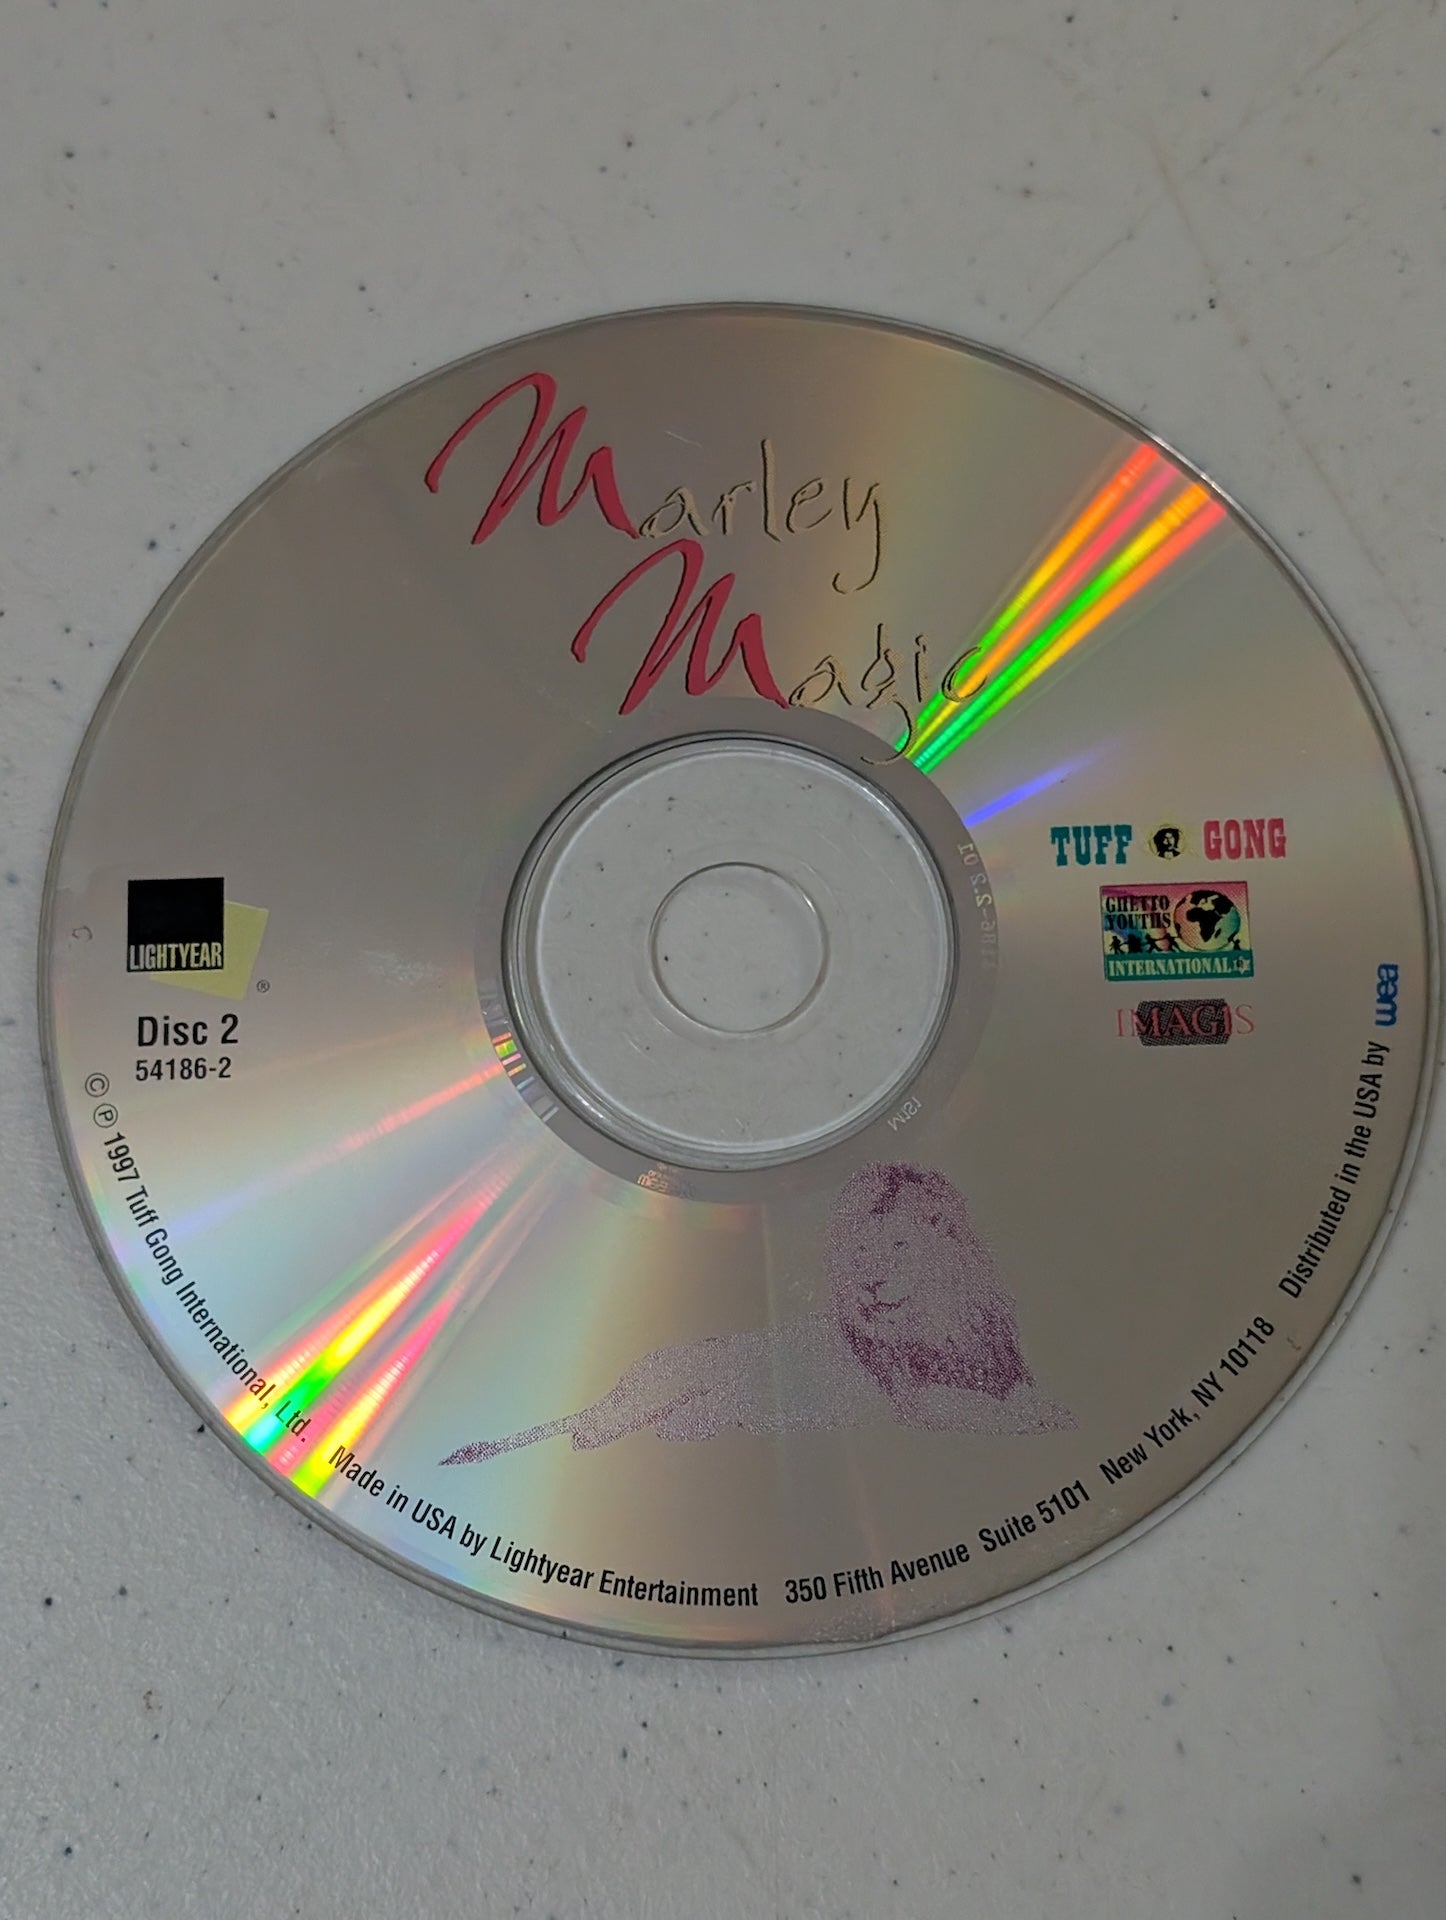 Marley
Magic
LIGHTYEAR
®
Disc 2
54186-2
TUFF GONG
GHETTO
YOUTHS
INTERNATIONAL
IMAGIS
© ℗ 1997 Tuff Gong International, Ltd. Made in USA by Lightyear Entertainment 350 Fifth Avenue Suite 5101 New York, NY 10118 Distributed in the USA by wea